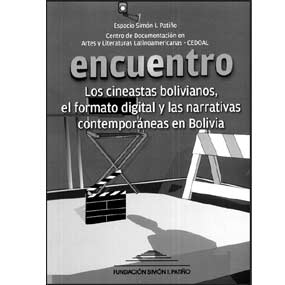 Espacio Simón I. Patiño
Centro de Documentación en
Artes y Literaturas Latinoamericanas - CEDOAL
encuentro
Los cineastas bolivianos,
el formato digital y las narrativas
contemporáneas en Bolivia
FUNDACIÓN SIMÓN I. PATIÑO